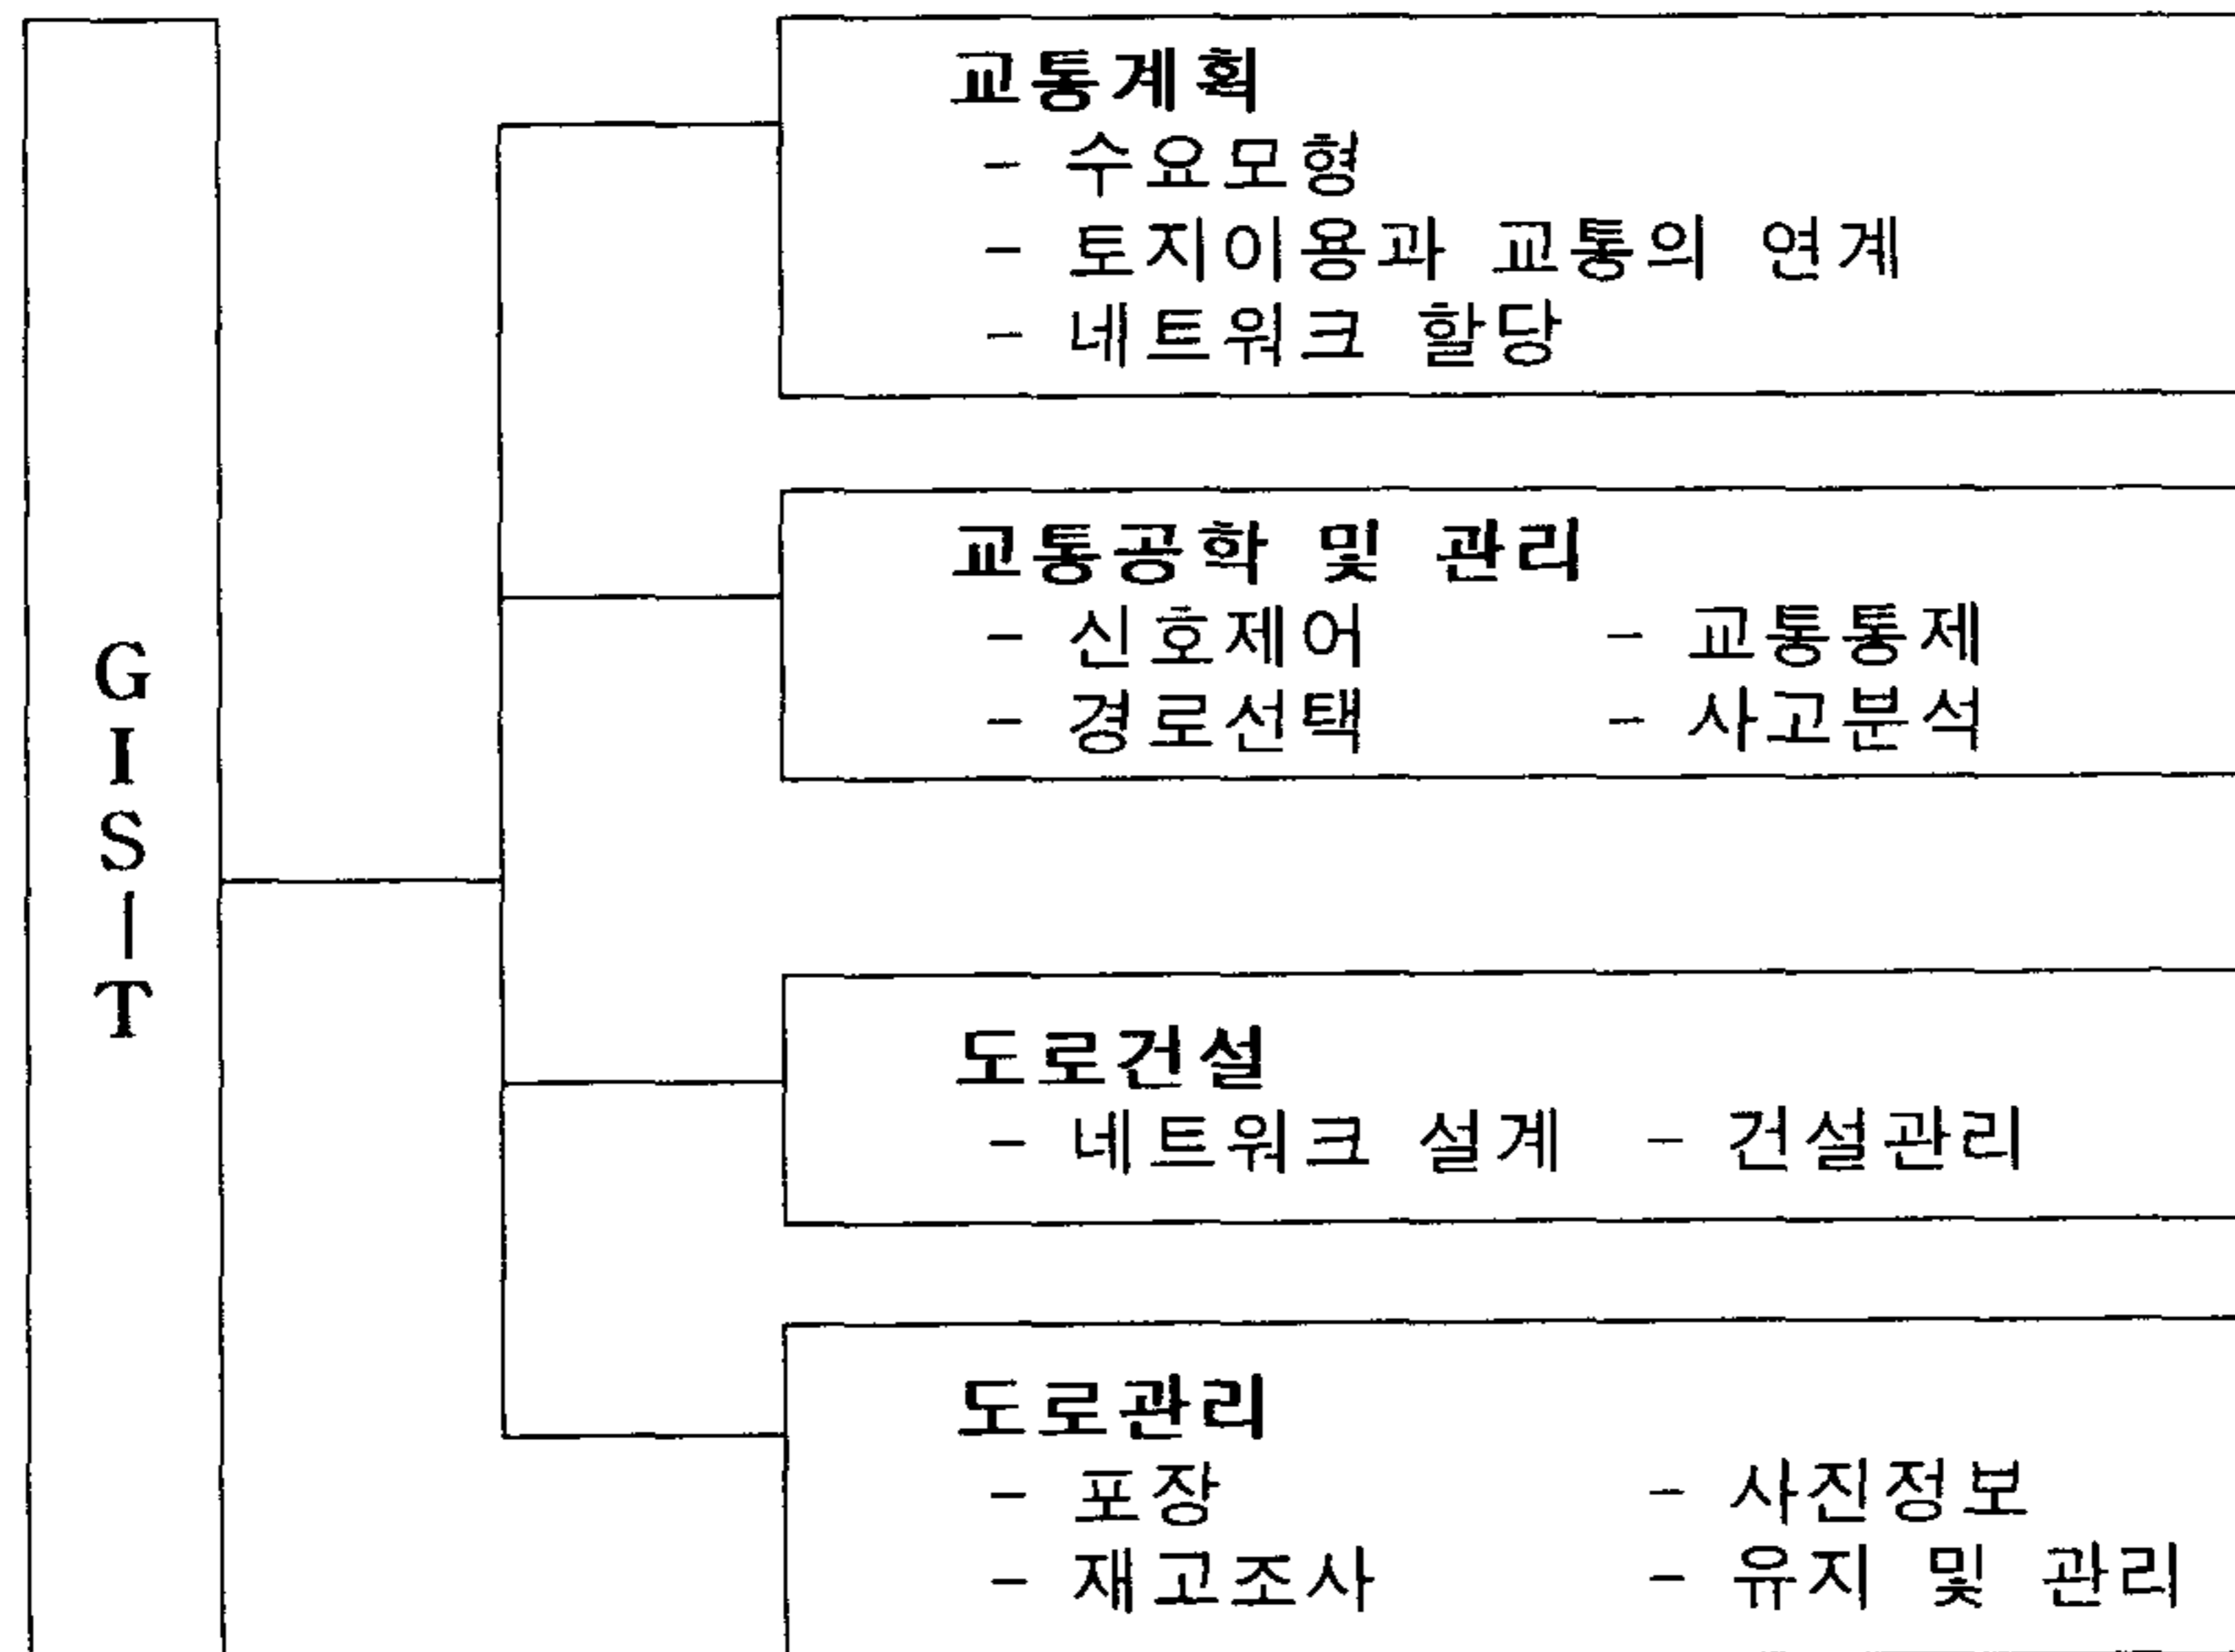 GIS-T
교통계획
- 수요모형
- 토지이용과 교통의 연계
- 네트워크 할당
교통공학 및 관리
- 신호제어 - 교통통제
- 경로선택 - 사고분석
도로건설
- 네트워크 설계 - 건설관리
도로관리
- 포장 - 사진정보
- 재고조사 - 유지 및 관리